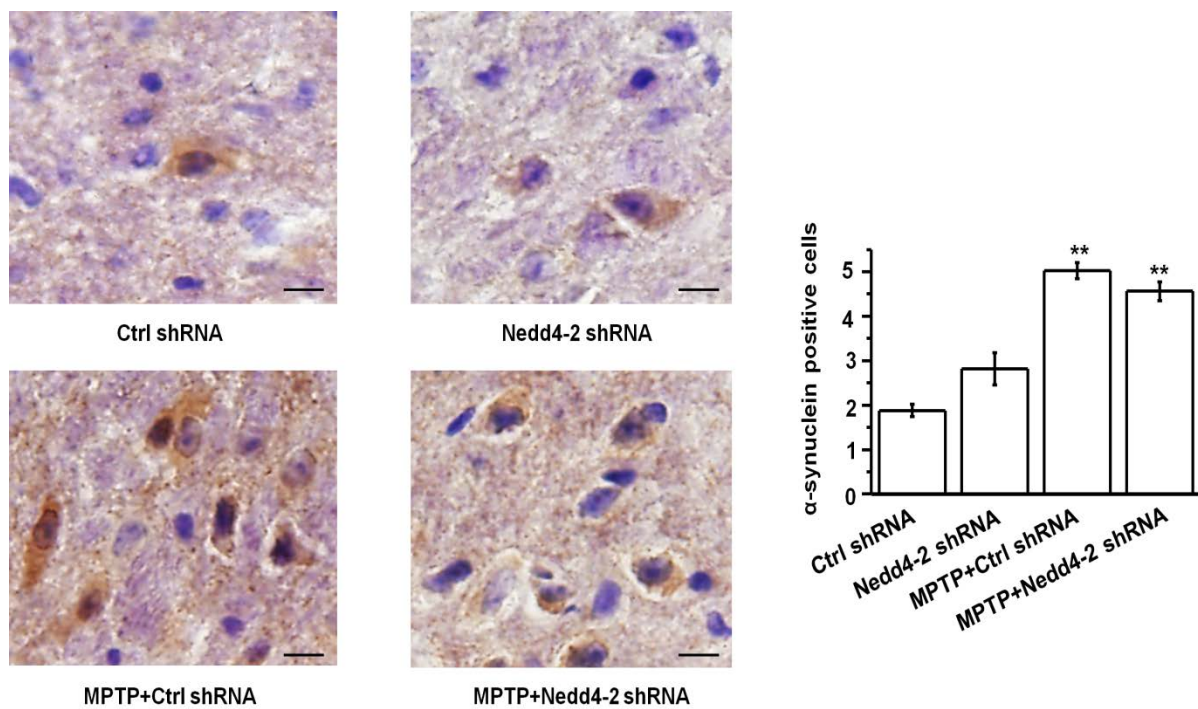 Ctrl shRNA
Nedd4-2 shRNA
MPTP+Ctrl shRNA
MPTP+Nedd4-2 shRNA
α-synuclein positive cells
5
4
3
2
1
0
**
**
Ctrl shRNA
Nedd4-2 shRNA
MPTP+Ctrl shRNA
MPTP+Nedd4-2 shRNA